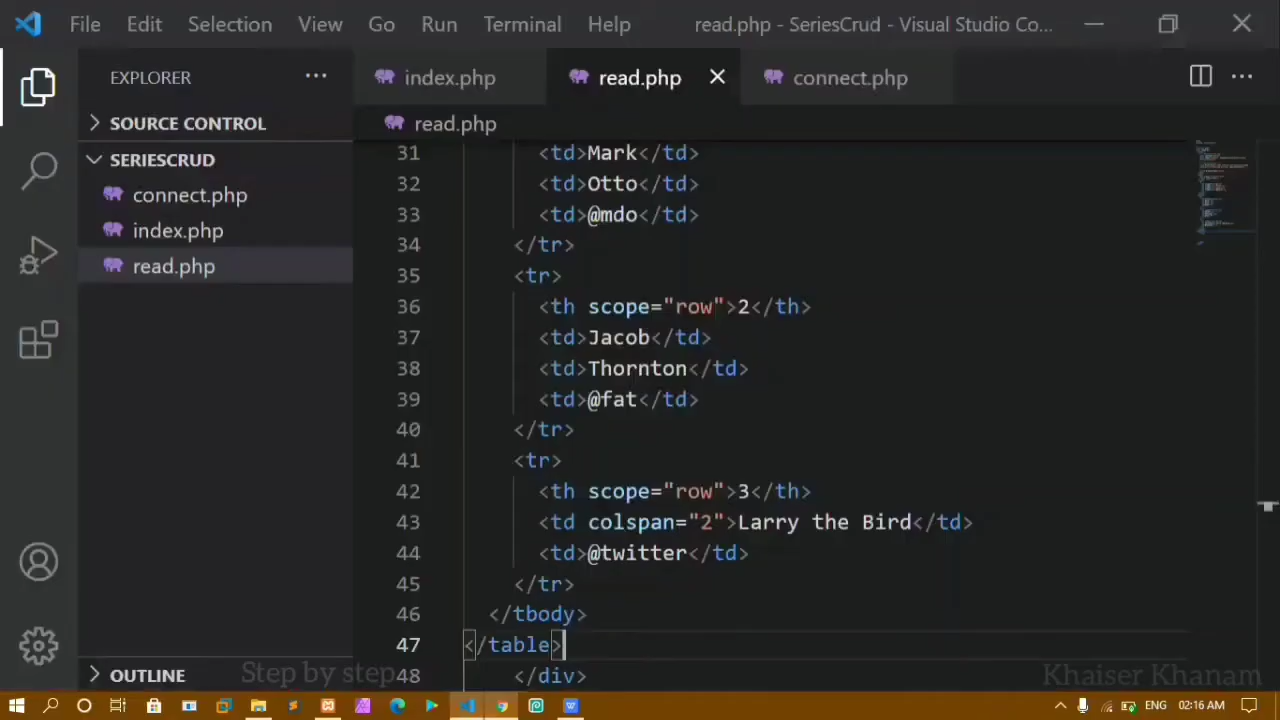 File Edit Selection View Go Run Terminal Help read.php - SeriesCrud - Visual Studio Co...
EXPLORER
SOURCE CONTROL
SERIESCRUD
connect.php
index.php
read.php
OUTLINE
index.php read.php connect.php
read.php
31 <td>Mark</td>
32 <td>Otto</td>
33 <td>@mdo</td>
34 </tr>
35 <tr>
36 <th scope="row">2</th>
37 <td>Jacob</td>
38 <td>Thornton</td>
39 <td>@fat</td>
40 </tr>
41 <tr>
42 <th scope="row">3</th>
43 <td colspan="2">Larry the Bird</td>
44 <td>@twitter</td>
45 </tr>
46 </tbody>
47 </table>
48 </div>
Step by step
Khaiser Khanam
ENG 02:16 AM